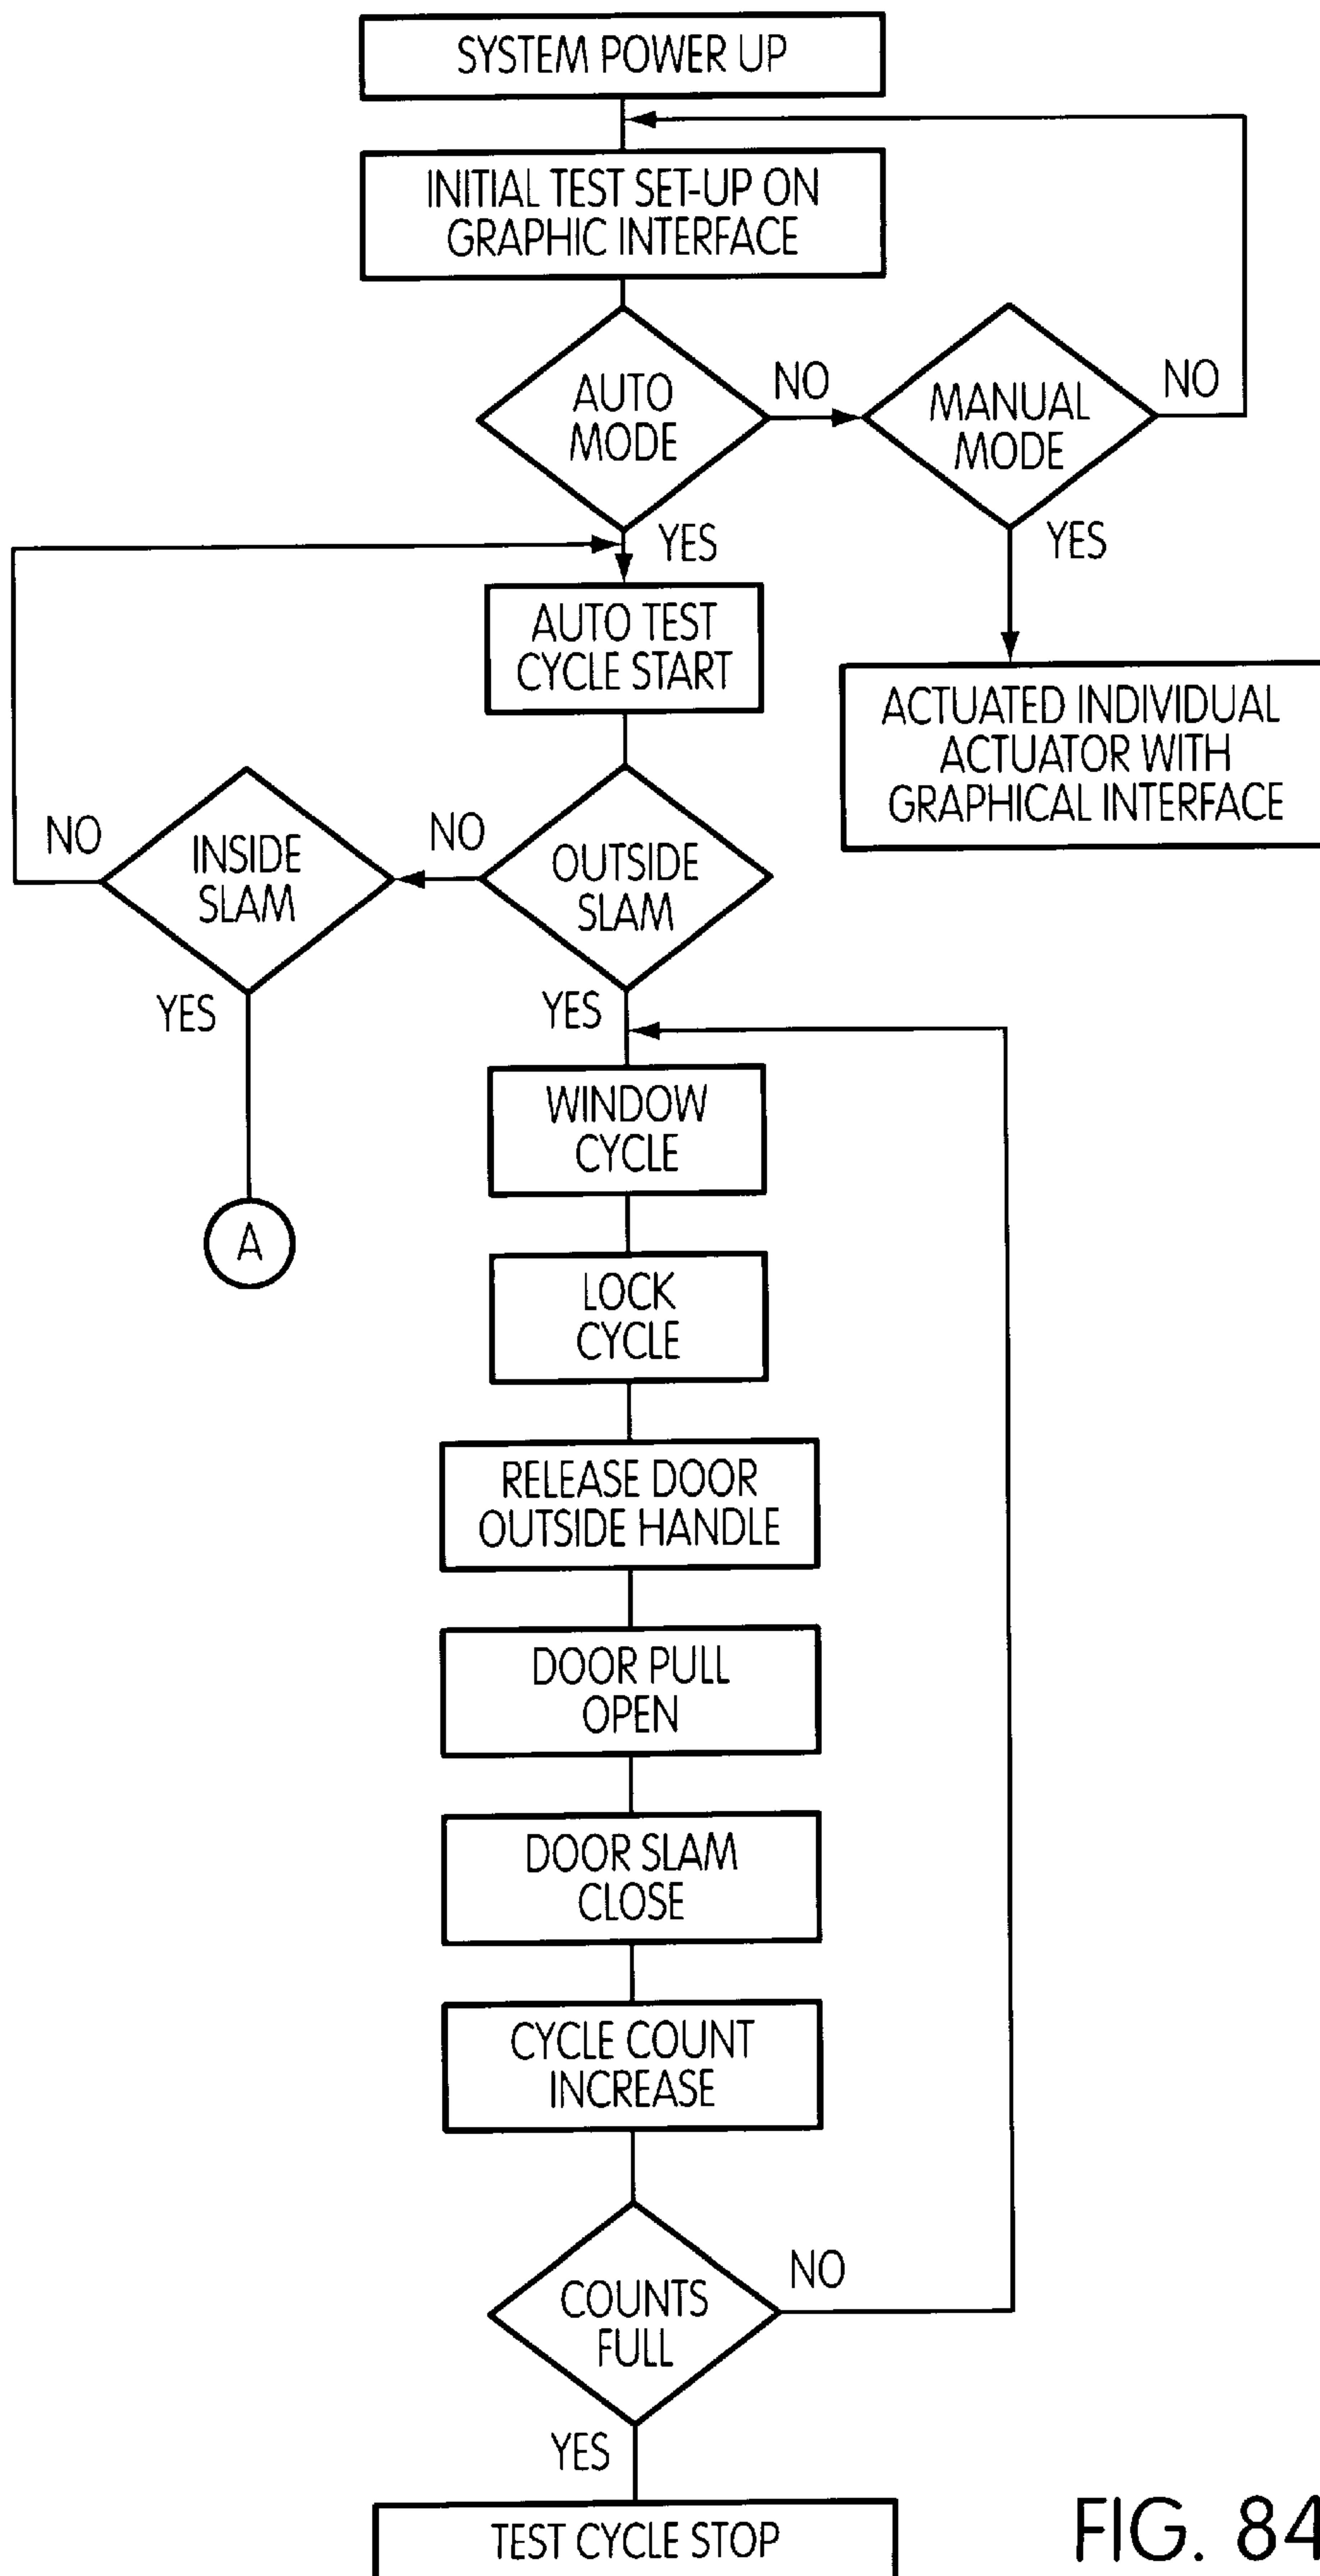 SYSTEM POWER UP
INITIAL TEST SET-UP ON
GRAPHIC INTERFACE
AUTO
MODE
NO
MANUAL
MODE
NO
YES
YES
AUTO TEST
CYCLE START
ACTUATED INDIVIDUAL
ACTUATOR WITH
GRAPHICAL INTERFACE
OUTSIDE
SLAM
NO
INSIDE
SLAM
NO
YES
YES
A
WINDOW
CYCLE
LOCK
CYCLE
RELEASE DOOR
OUTSIDE HANDLE
DOOR PULL
OPEN
DOOR SLAM
CLOSE
CYCLE COUNT
INCREASE
COUNTS
FULL
NO
YES
TEST CYCLE STOP
FIG. 84